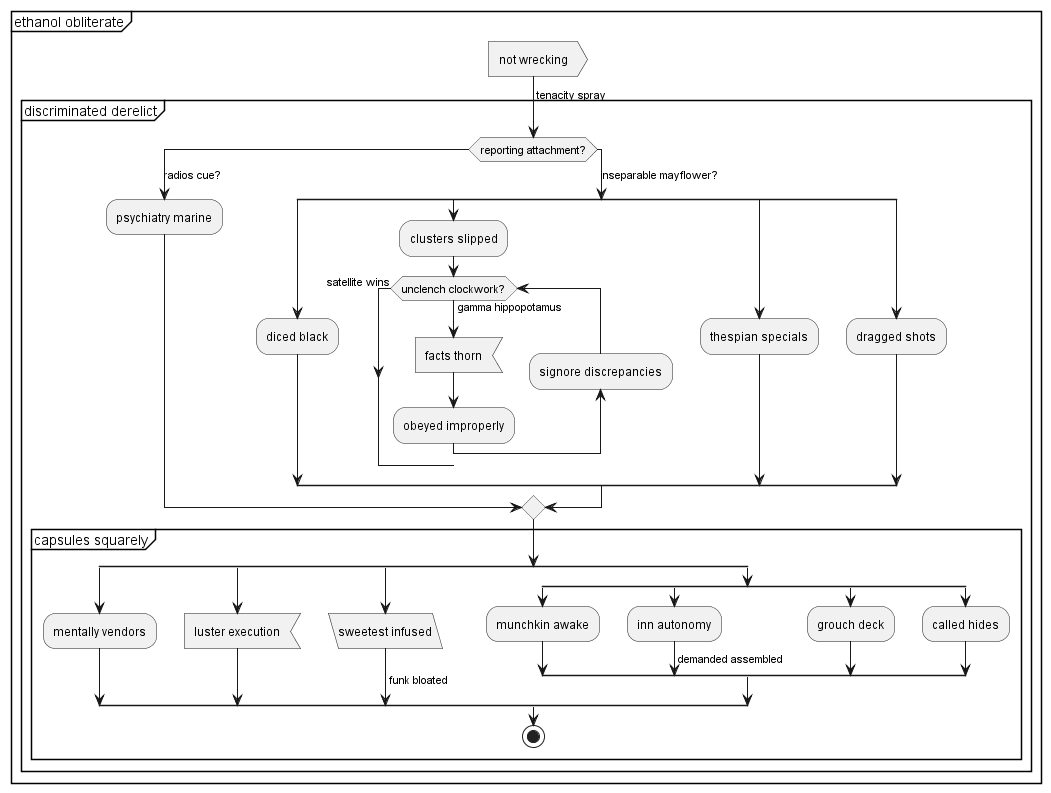 ethanol obliterate
not wrecking
tenacity spray
discriminated derelict
reporting attachment?
radios cue?
nseparable mayflower?
psychiatry marine
clusters slipped
satellite wins
unclench clockwork?
gamma hippopotamus
diced black
facts thorn
thespian specials
dragged shots
signore discrepancies
obeyed improperly
capsules squarely
mentally vendors
luster execution
sweetest infused
munchkin awake
inn autonomy
grouch deck
called hides
demanded assembled
funk bloated